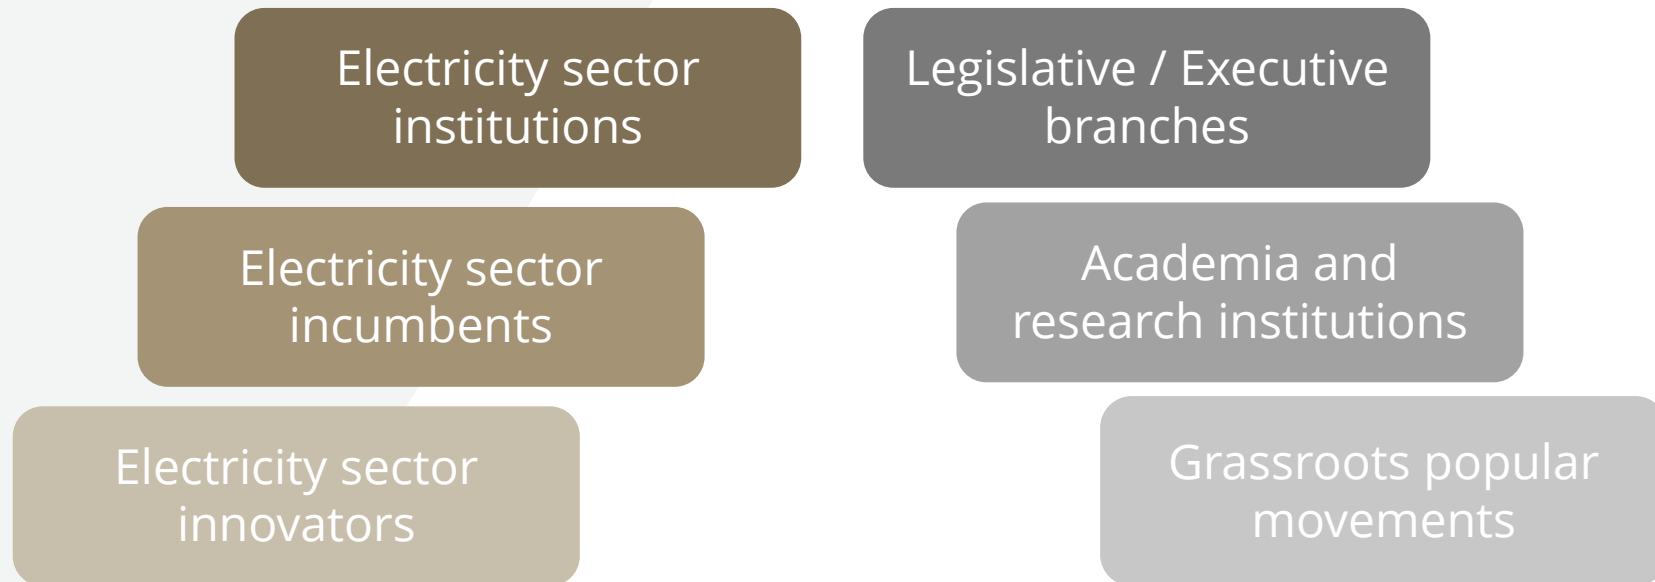 Electricity sector
institutions
Legislative / Executive
branches
Electricity sector
incumbents
Academia and
research institutions
Electricity sector
innovators
Grassroots popular
movements